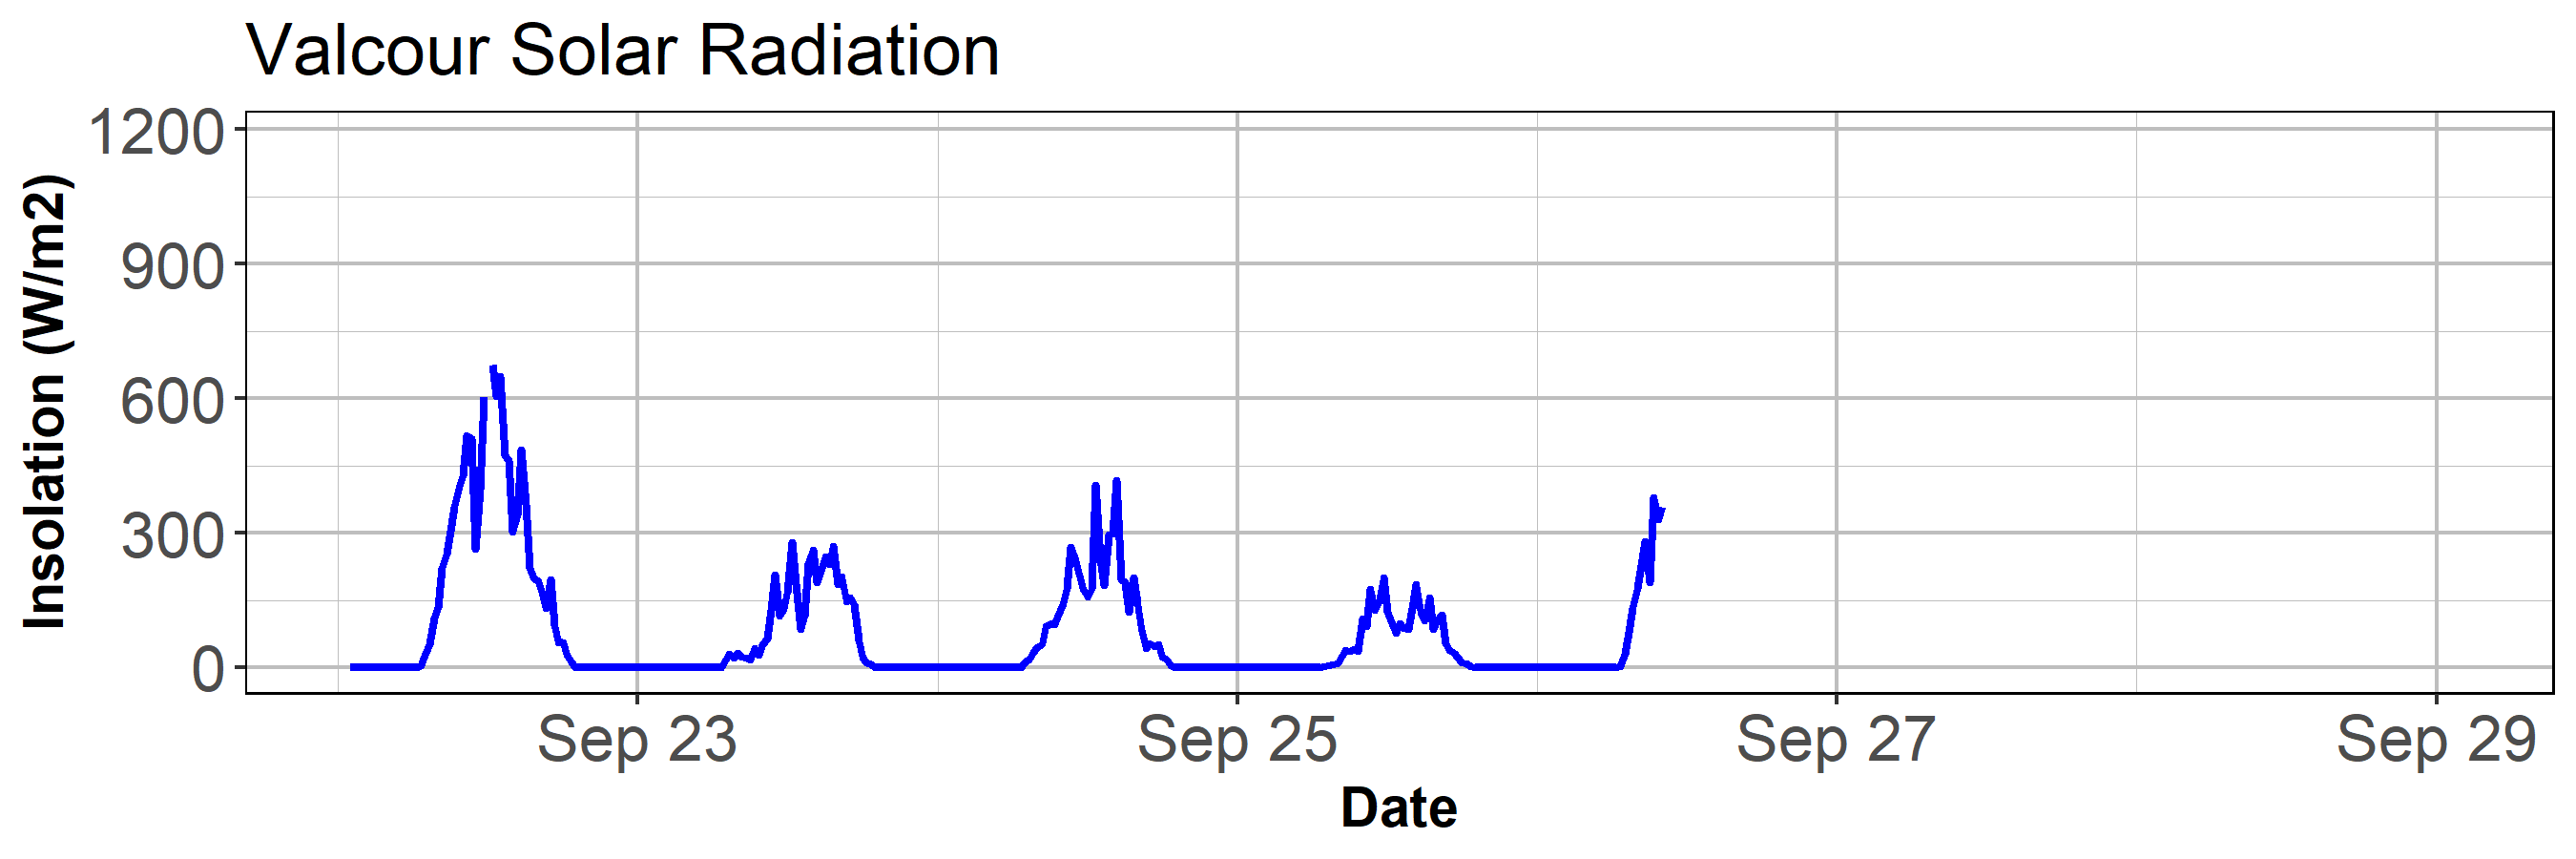 Valcour Solar Radiation
1200
900
600
300
0
Insolation (W/m2)
Sep 23 Sep 25 Sep 27 Sep 29
Date